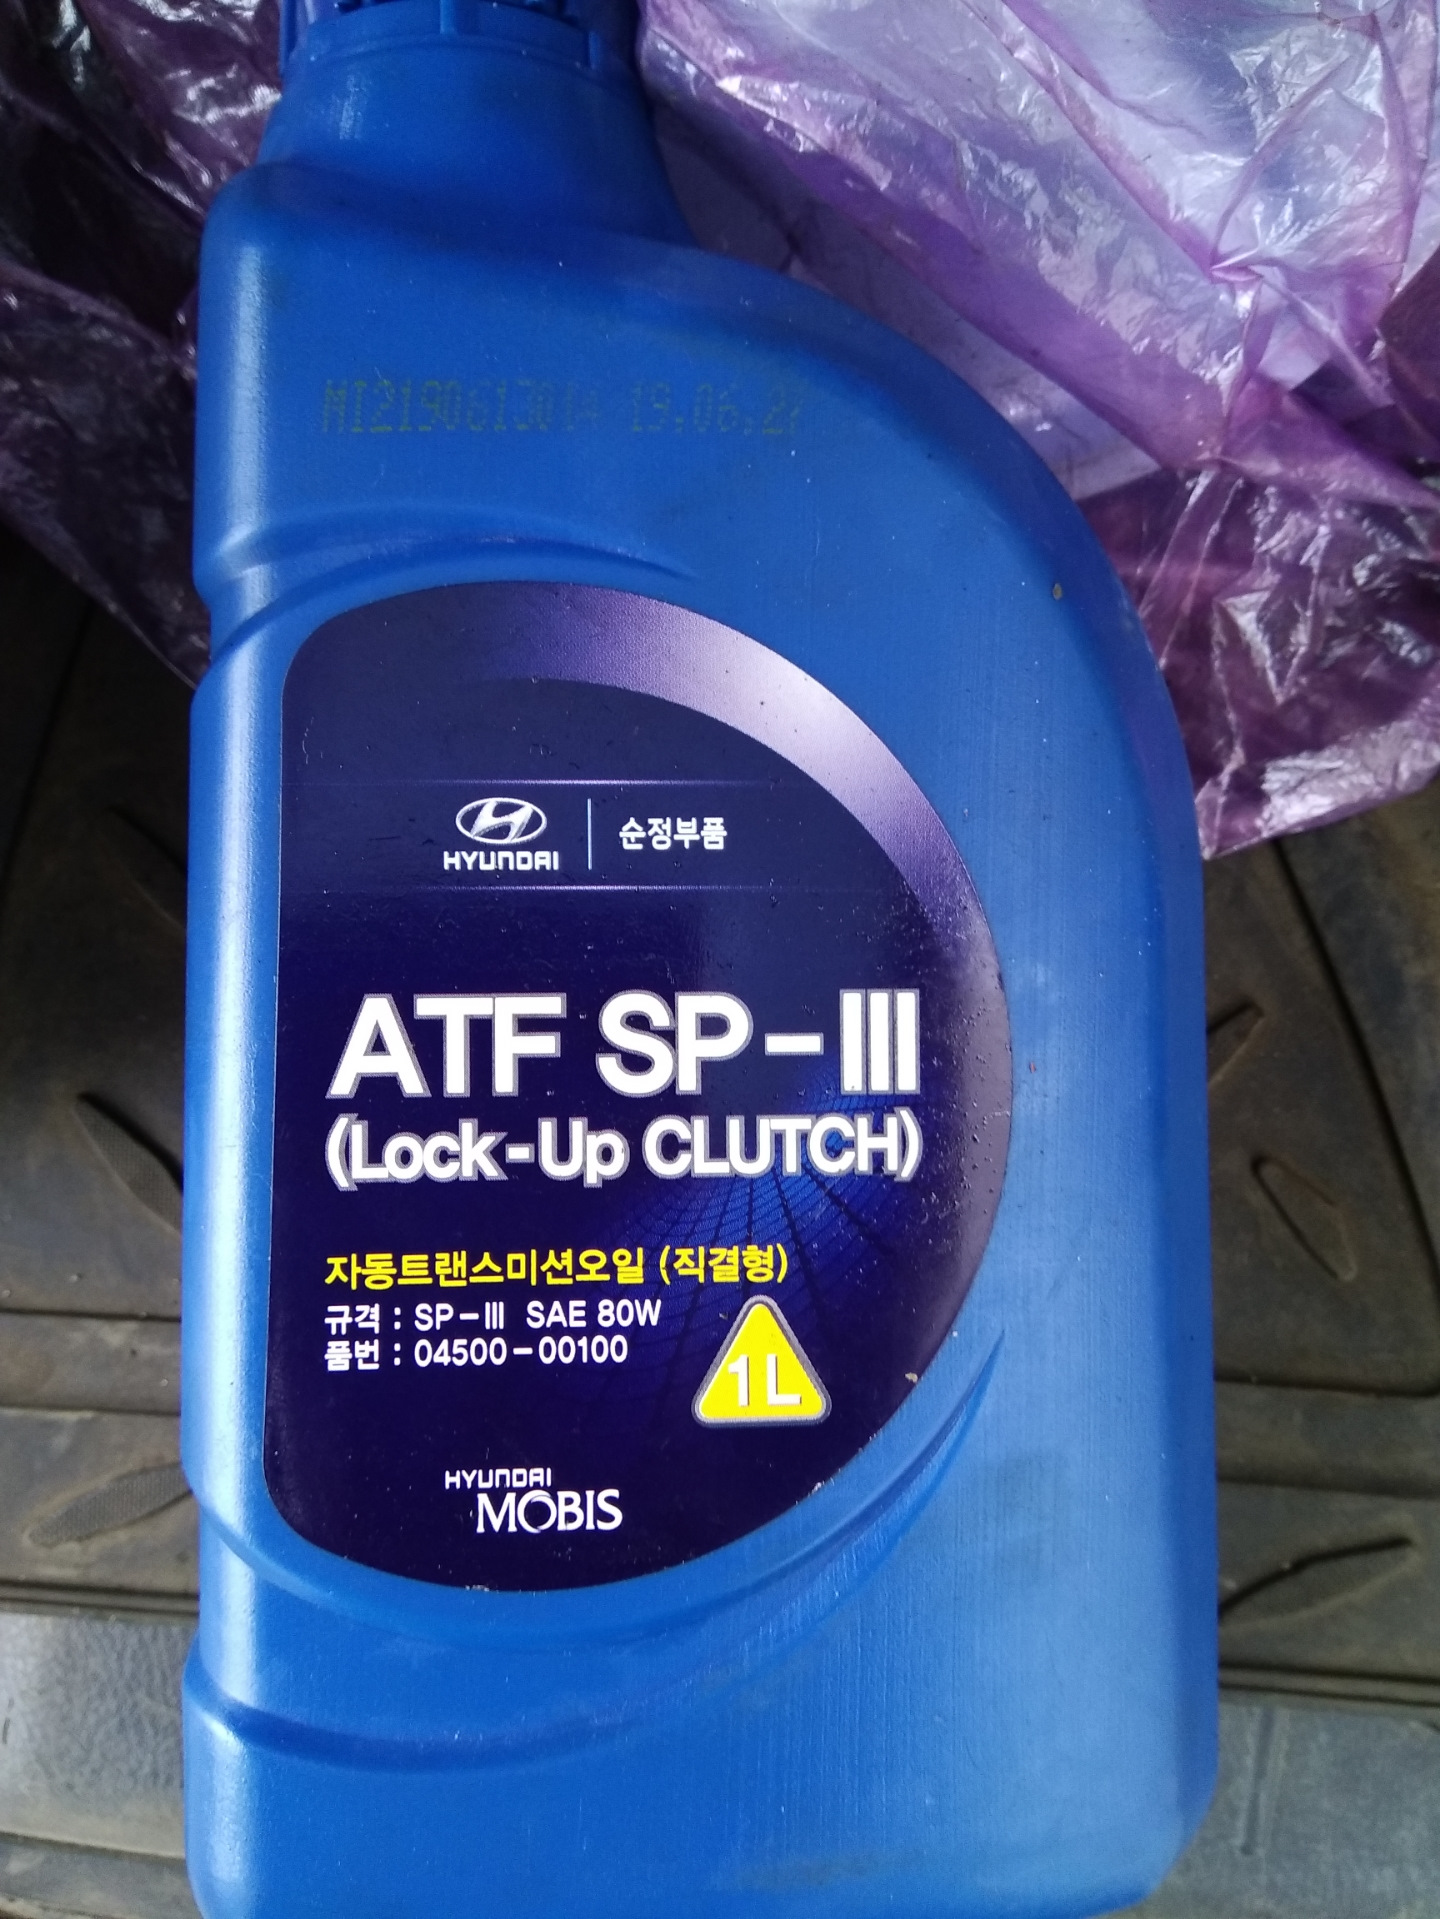 19.06.27
HYUNDAI
순정부품
ATF SP-III
(Lock-Up CLUTCH)
자동트랜스미션오일 (직결형)
규격 : SP-III SAE 80W
품번 : 04500-00100
1L
HYUNDAI
MOBIS